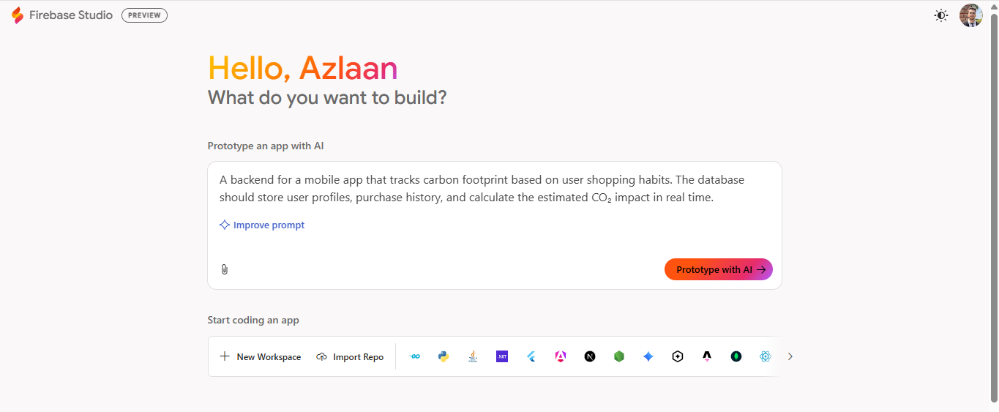 Firebase Studio PREVIEW
Hello, Azlaan
What do you want to build?
Prototype an app with AI
A backend for a mobile app that tracks carbon footprint based on user shopping habits. The database
should store user profiles, purchase history, and calculate the estimated CO₂ impact in real time.
Improve prompt
Prototype with AI
Start coding an app
New Workspace Import Repo GO .NET N